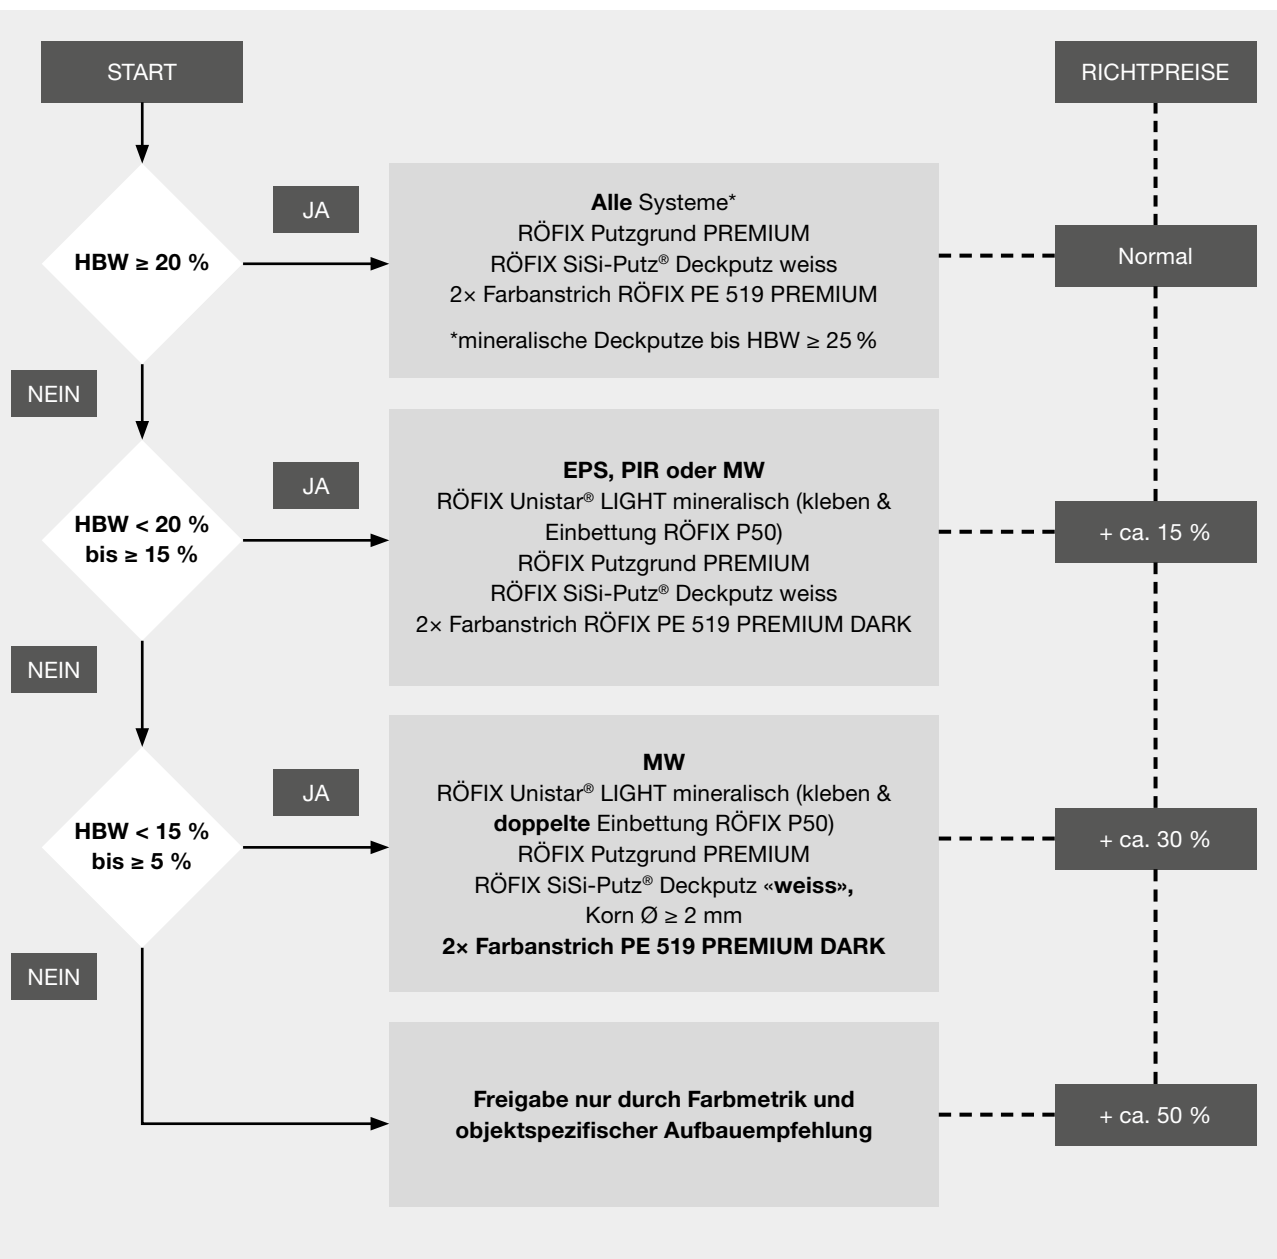 START
RICHTPREISE
HBW ≥ 20 %
JA
Alle Systeme*
RÖFIX Putzgrund PREMIUM
RÖFIX SiSi-Putz® Deckputz weiss
2× Farbanstrich RÖFIX PE 519 PREMIUM
*mineralische Deckputze bis HBW ≥ 25 %
Normal
NEIN
HBW < 20 %
bis ≥ 15 %
JA
EPS, PIR oder MW
RÖFIX Unistar® LIGHT mineralisch (kleben &
Einbettung RÖFIX P50)
RÖFIX Putzgrund PREMIUM
RÖFIX SiSi-Putz® Deckputz weiss
2× Farbanstrich RÖFIX PE 519 PREMIUM DARK
+ ca. 15 %
NEIN
HBW < 15 %
bis ≥ 5 %
JA
MW
RÖFIX Unistar® LIGHT mineralisch (kleben &
doppelte Einbettung RÖFIX P50)
RÖFIX Putzgrund PREMIUM
RÖFIX SiSi-Putz® Deckputz «weiss»,
Korn Ø ≥ 2 mm
2× Farbanstrich PE 519 PREMIUM DARK
+ ca. 30 %
NEIN
Freigabe nur durch Farbmetrik und
objektspezifischer Aufbauempfehlung
+ ca. 50 %